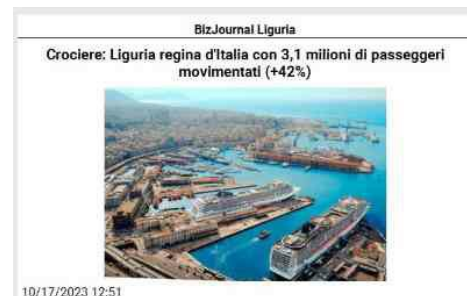 BizJournal Liguria
Crociere: Liguria regina d'Italia con 3,1 milioni di passeggeri
movimentati (+42%)
10/17/2023 12:51